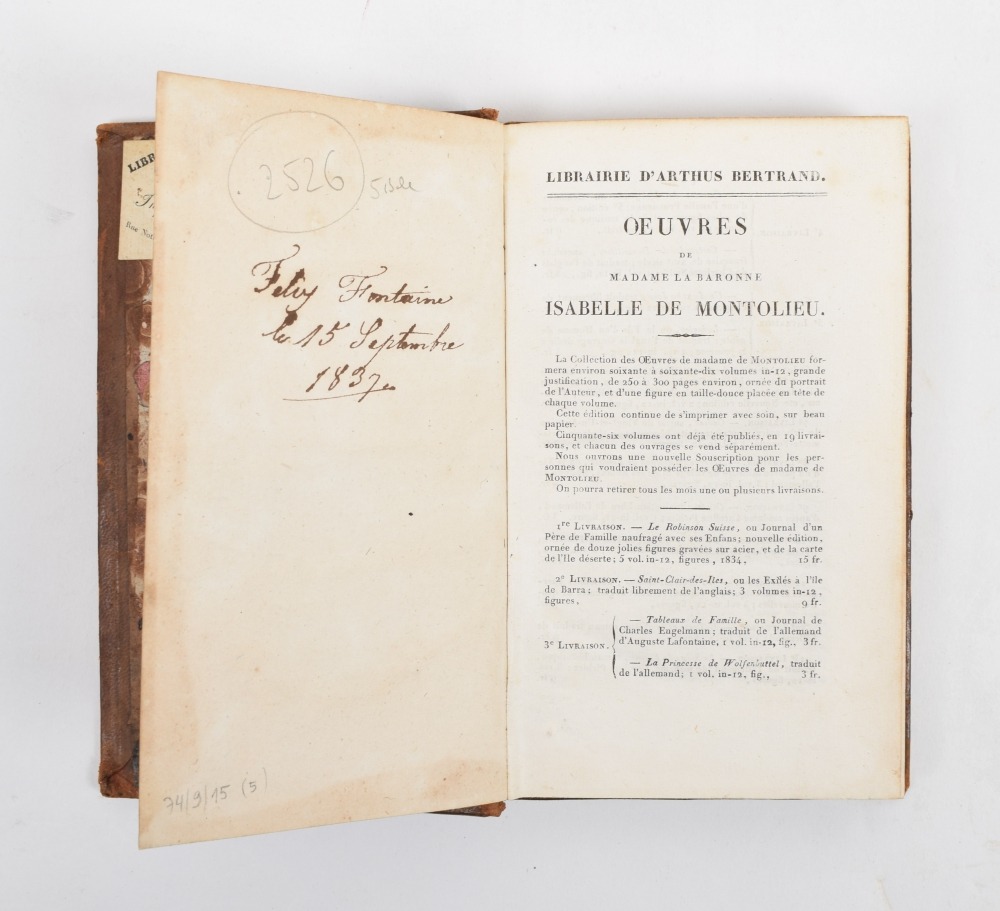 LIBR
Rue No
2526
Felix Fontaine
le 15 Septembre
1837
74/9/15 (5)
LIBRAIRIE D'ARTHUS BERTRAND.
ŒUVRES
DE
MADAME LA BARONNE
ISABELLE DE MONTOLIEU.
La Collection des Œuvres de madame de MONTOLIEU for-
mera environ soixante à soixante-dix volumes in-12, grande
justification, de 250 à 300 pages environ, ornée du portrait
de l'Auteur, et d'une figure en taille-douce placée en tête de
chaque volume.
Cette édition continue de s'imprimer avec soin, sur beau
papier.
Cinquante-six volumes ont déjà été publiés, en 19 livrai-
sons, et chacun des ouvrages se vend séparément.
Nous ouvrons une nouvelle Souscription pour les per-
sonnes qui voudraient posséder les Œuvres de madame de
MONTOLIEU.
On pourra retirer tous les mois une ou plusieurs livraisons.
1re LIVRAISON. — Le Robinson Suisse, ou Journal d'un
Père de Famille naufragé avec ses Enfans; nouvelle édition,
ornée de douze jolies figures gravées sur acier, et de la carte
de l'Ile déserte; 5 vol. in-12, figures, 1834, 15 fr.
2e LIVRAISON. — Saint-Clair-des-Iles, ou les Exilés à l'île
de Barra; traduit librement de l'anglais; 3 volumes in-12,
figures, 9 fr.
3e LIVRAISON.
— Tableaux de Famille, ou Journal de
Charles Engelmann; traduit de l'allemand
d'Auguste Lafontaine, 1 vol. in-12, fig., 3 fr.
— La Princesse de Wolfenbuttel, traduit
de l'allemand; 1 vol. in-12, fig., 3 fr.